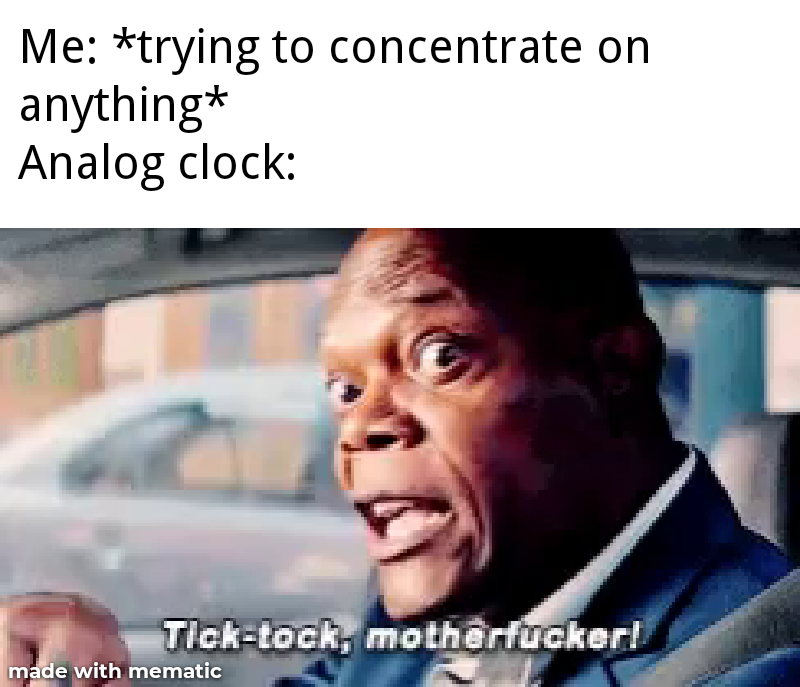 Me: *trying to concentrate on
anything*
Analog clock:
Tick-tock, motherfucker!
made with mematic